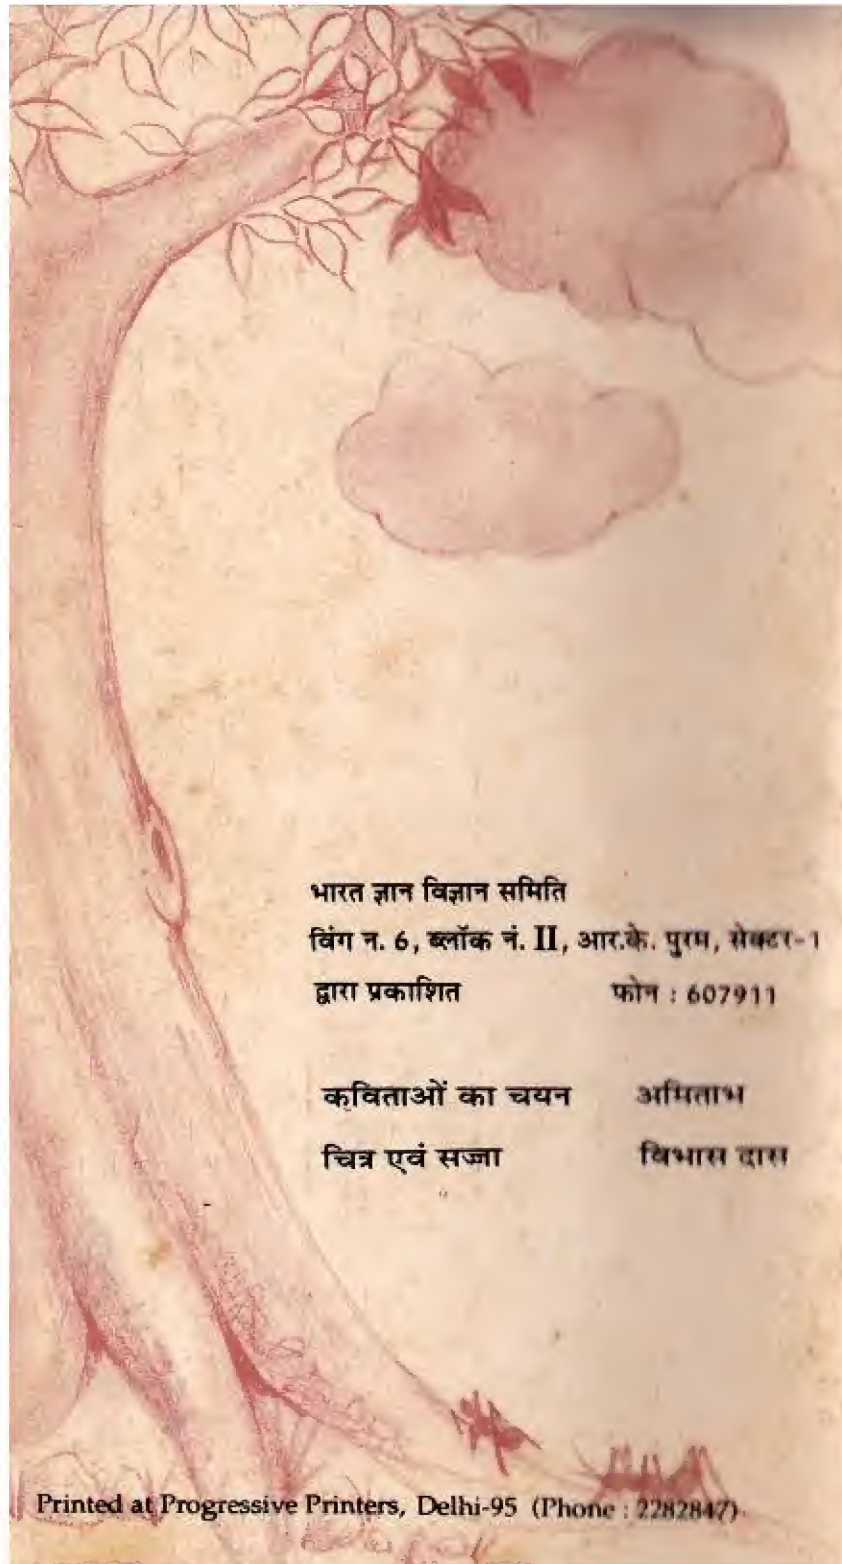 भारत ज्ञान विज्ञान समिति
विंग न. 6, ब्लॉक नं. II, आर.के. पुरम, सेक्टर-1
द्वारा प्रकाशित फोन : 607911
कविताओं का चयन अमिताभ
चित्र एवं सज्जा विभास दास
Printed at Progressive Printers, Delhi-95 (Phone : 2282847)